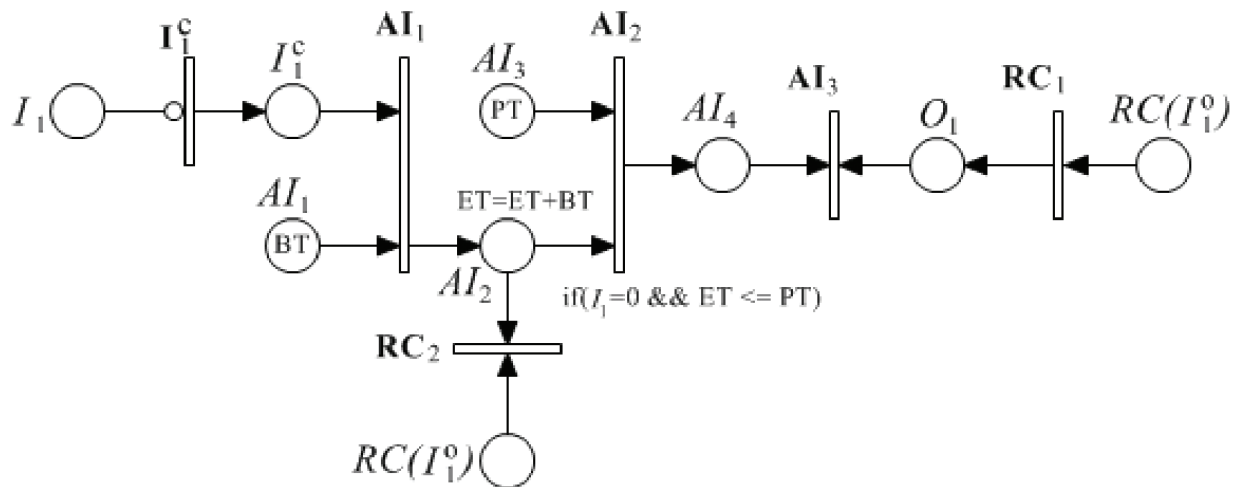 I₁ᶜ
AI₁
AI₂
I₁
I₁ᶜ
AI₃
PT
AI₄
AI₃
O₁
RC₁
RC(I₁ᵒ)
AI₁
BT
ET=ET+BT
AI₂
if(I₁=0 && ET <= PT)
RC₂
RC(I₁ᵒ)